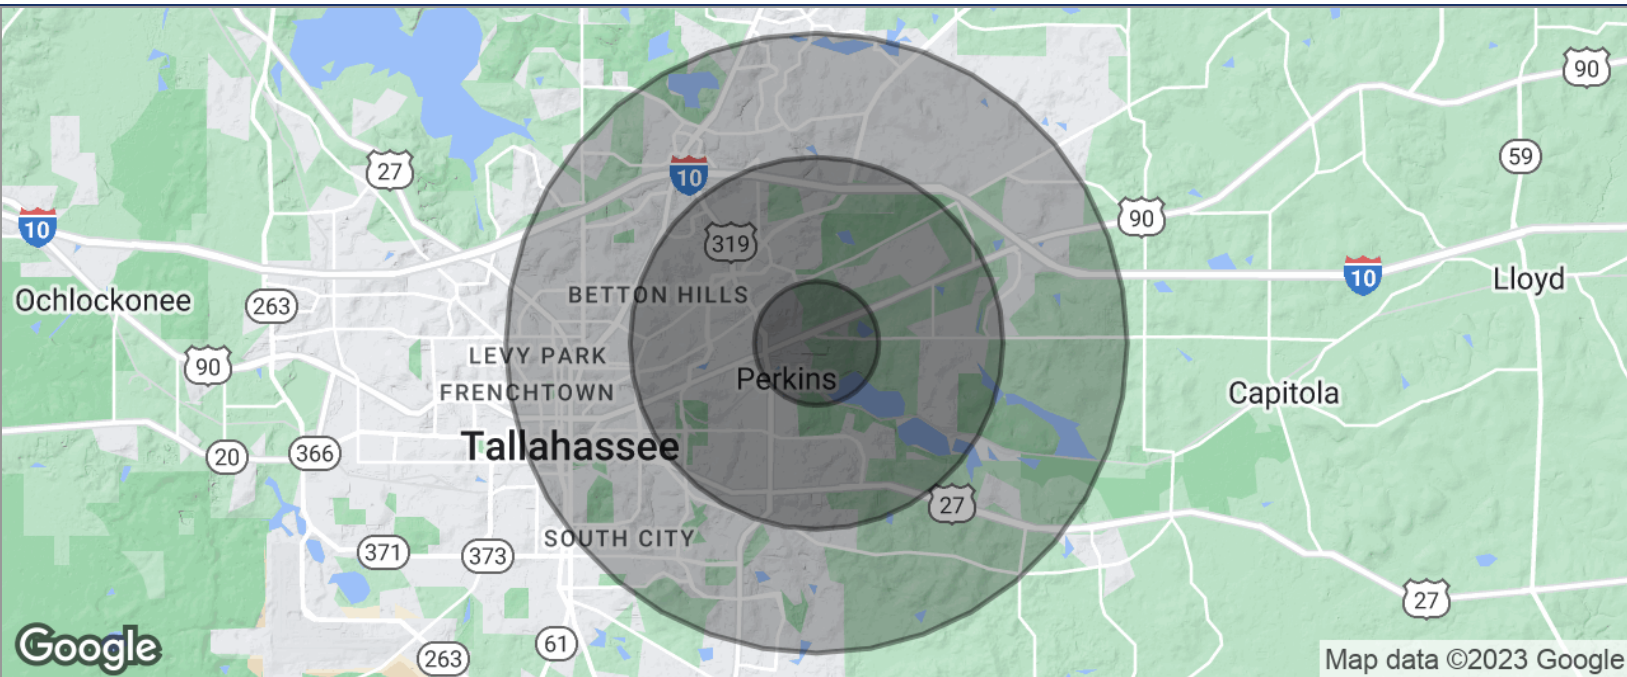 90
59
27
10
319
90
10
10
Ochlockonee
263
BETTON HILLS
Lloyd
90
LEVY PARK
FRENCHTOWN
Perkins
Capitola
Tallahassee
20
366
27
SOUTH CITY
371
373
27
61
263
Google
Map data ©2023 Google